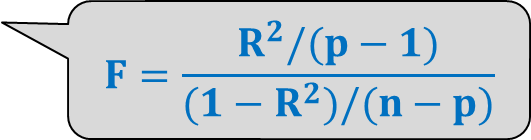 F = R²/(p − 1) / (1 − R²)/(n − p)